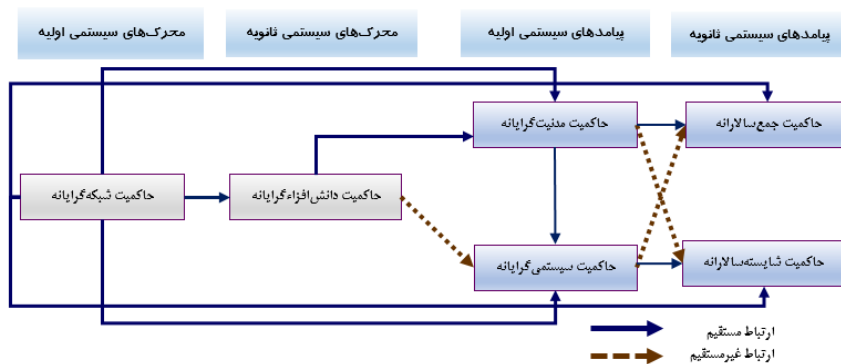 محرک‌های سیستمی اولیه
محرک‌های سیستمی ثانویه
پیامدهای سیستمی اولیه
پیامدهای سیستمی ثانویه
حاکمیت مدنیت‌گرایانه
حاکمیت جمع‌سالارانه
حاکمیت شبکه‌گرایانه
حاکمیت دانش‌افزاءگرایانه
حاکمیت سیستمی‌گرایانه
حاکمیت شایسته‌سالارانه
ارتباط مستقیم
ارتباط غیرمستقیم